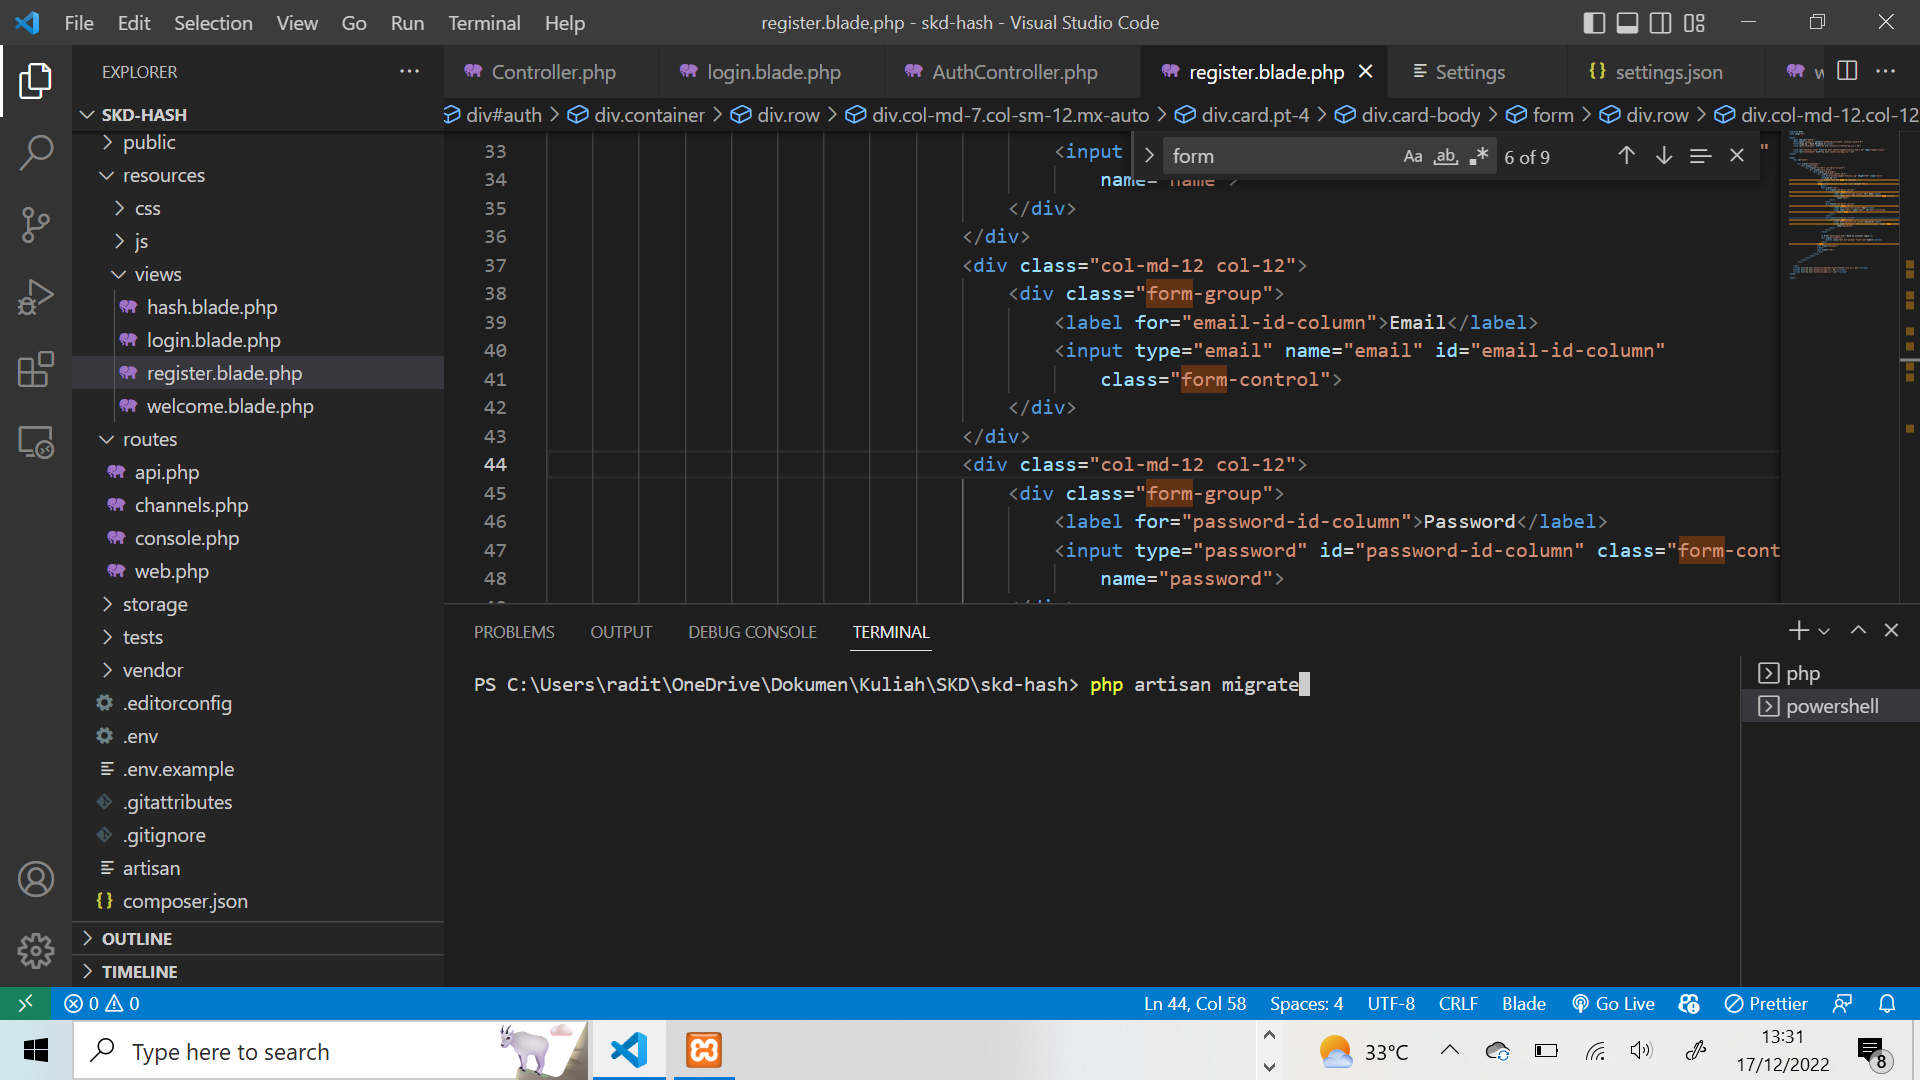 File Edit Selection View Go Run Terminal Help
register.blade.php - skd-hash - Visual Studio Code
EXPLORER
SKD-HASH
public
resources
css
js
views
hash.blade.php
login.blade.php
register.blade.php
welcome.blade.php
routes
api.php
channels.php
console.php
web.php
storage
tests
vendor
.editorconfig
.env
.env.example
.gitattributes
.gitignore
artisan
composer.json
OUTLINE
TIMELINE
Controller.php login.blade.php AuthController.php register.blade.php Settings settings.json
div#auth > div.container > div.row > div.col-md-7.col-sm-12.mx-auto > div.card.pt-4 > div.card-body > form > div.row > div.col-md-12.col-12
form Aa ab .* 6 of 9
33 <input
34 name="name">
35 </div>
36 </div>
37 <div class="col-md-12 col-12">
38 <div class="form-group">
39 <label for="email-id-column">Email</label>
40 <input type="email" name="email" id="email-id-column"
41 class="form-control">
42 </div>
43 </div>
44 <div class="col-md-12 col-12">
45 <div class="form-group">
46 <label for="password-id-column">Password</label>
47 <input type="password" id="password-id-column" class="form-cont
48 name="password">
PROBLEMS OUTPUT DEBUG CONSOLE TERMINAL
PS C:\Users\radit\OneDrive\Dokumen\Kuliah\SKD\skd-hash> php artisan migrate
php
powershell
0 0
Ln 44, Col 58 Spaces: 4 UTF-8 CRLF Blade Go Live Prettier
Type here to search
33°C
13:31
17/12/2022
8